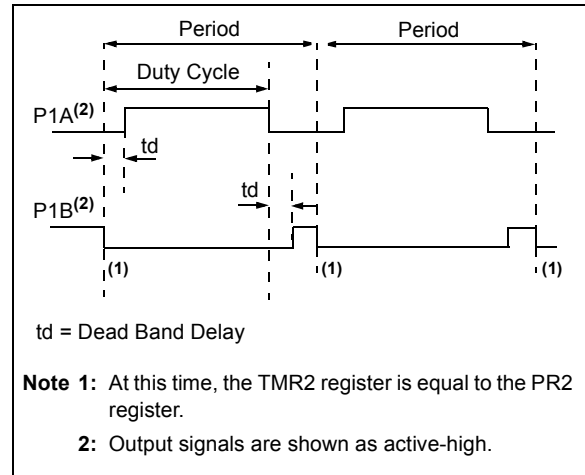 Period Period
Duty Cycle
P1A(2)
td
td
P1B(2)
(1) (1) (1)
td = Dead Band Delay
Note 1: At this time, the TMR2 register is equal to the PR2
register.
2: Output signals are shown as active-high.